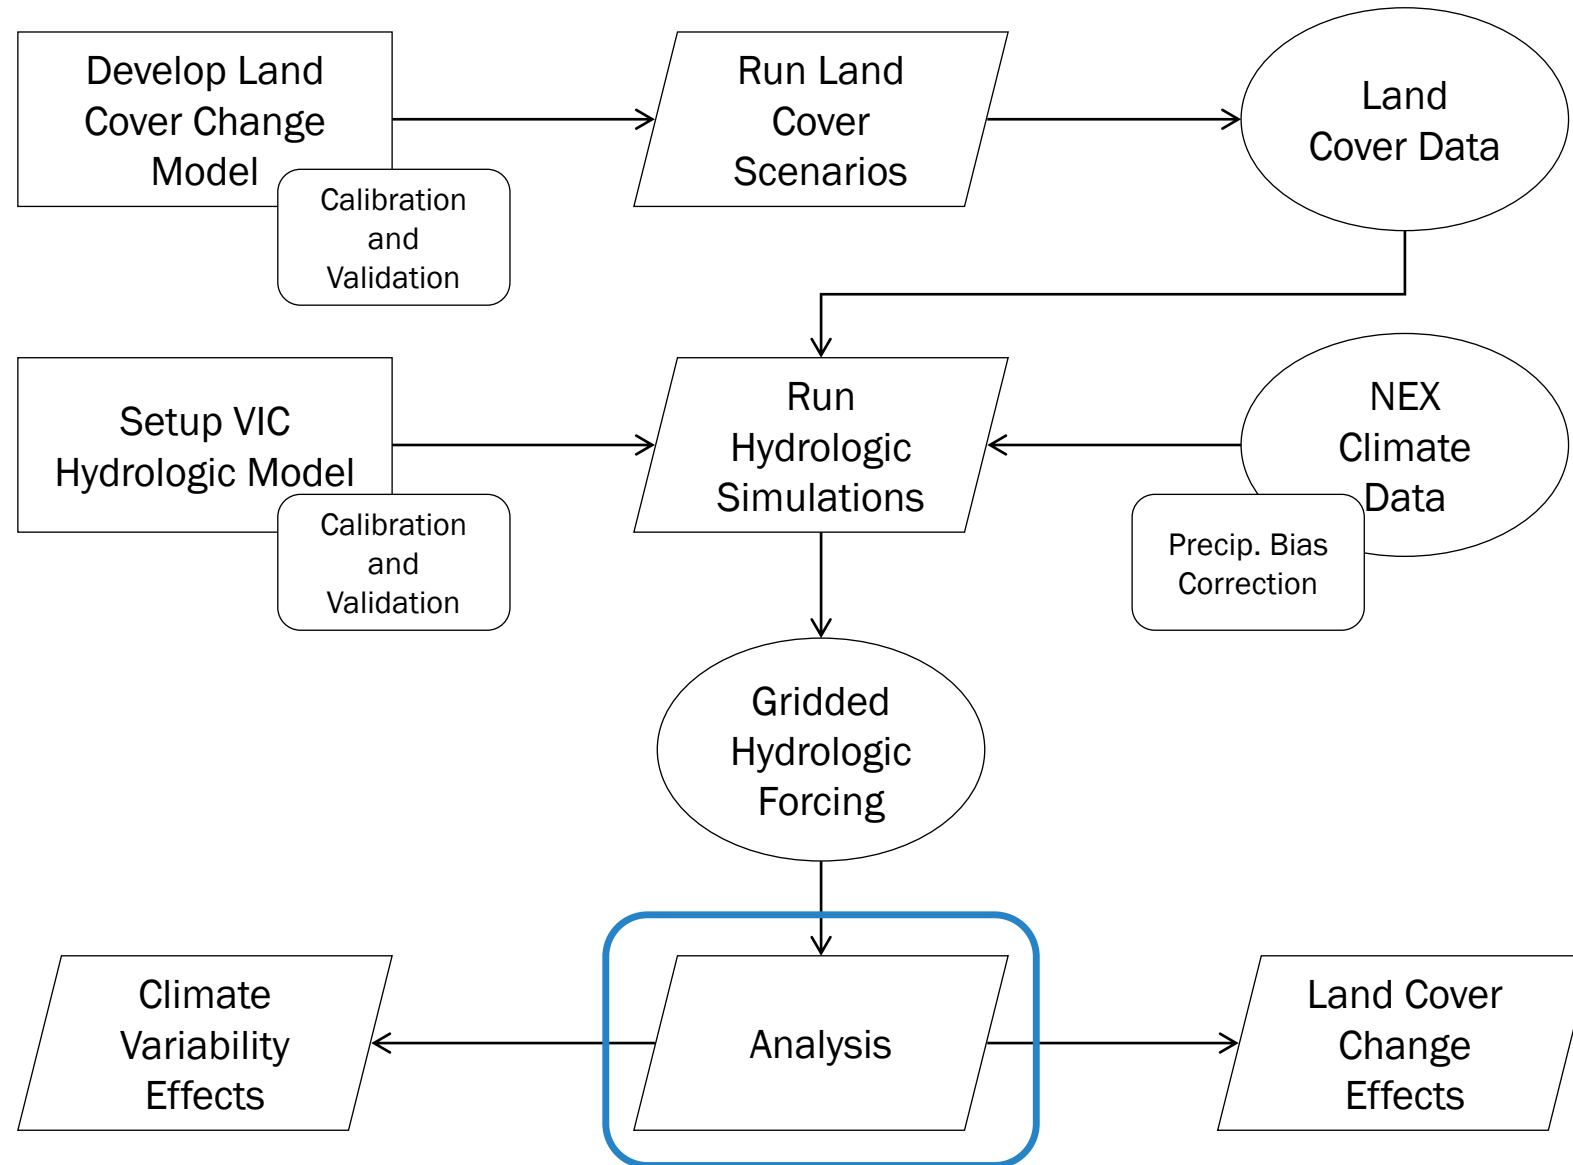 Develop Land
Cover Change
Model
Calibration
and
Validation
Run Land
Cover
Scenarios
Land
Cover Data
Setup VIC
Hydrologic Model
Calibration
and
Validation
Run
Hydrologic
Simulations
NEX
Climate
Data
Precip. Bias
Correction
Gridded
Hydrologic
Forcing
Climate
Variability
Effects
Analysis
Land Cover
Change
Effects